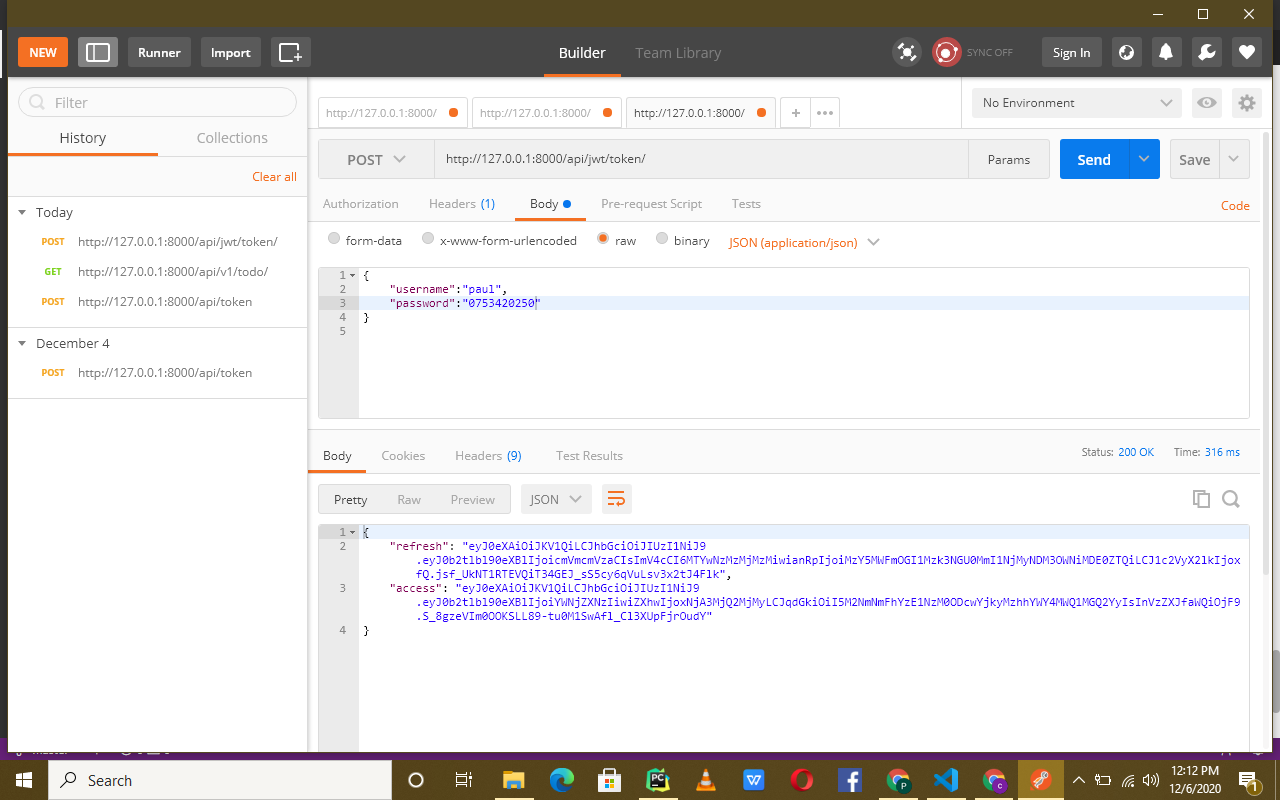 NEW
Runner
Import
Builder
Team Library
SYNC OFF
Sign In
Filter
History
Collections
Clear all
Today
POST http://127.0.0.1:8000/api/jwt/token/
GET http://127.0.0.1:8000/api/v1/todo/
POST http://127.0.0.1:8000/api/token
December 4
POST http://127.0.0.1:8000/api/token
http://127.0.0.1:8000/ http://127.0.0.1:8000/ http://127.0.0.1:8000/ + •••
No Environment
POST http://127.0.0.1:8000/api/jwt/token/ Params Send Save
Authorization Headers (1) Body Pre-request Script Tests Code
form-data x-www-form-urlencoded raw binary JSON (application/json)
1 {
2 "username":"paul",
3 "password":"0753420250"
4 }
5
Body Cookies Headers (9) Test Results Status: 200 OK Time: 316 ms
Pretty Raw Preview JSON
1 {
2 "refresh": "eyJ0eXAiOiJKV1QiLCJhbGciOiJIUzI1NiJ9
.eyJ0b2tlbl90eXBlIjoicmVmcmVzaCIsImV4cCI6MTYwNzMzMjMzMiwianRpIjoiMzY5MWFmOGI1Mzk3NGU0MmI1NjMyNDM3OWNiMDE0ZTQiLCJ1c2VyX2lkIjox
fQ.jsf_UkNT1RTEVQiT34GEJ_sS5cy6qVuLsv3x2tJ4Flk",
3 "access": "eyJ0eXAiOiJKV1QiLCJhbGciOiJIUzI1NiJ9
.eyJ0b2tlbl90eXBlIjoiYWNjZXNzIiwiZXhwIjoxNjA3MjQ2MjMyLCJqdGkiOiI5M2NmNmFhYzE1NzM0ODcwYjkyMzhhYWY4MWQ1MGQ2YyIsInVzZXJfaWQiOjF9
.S_8gzeVIm0OOKSLL89-tu0M1SwAfl_Cl3XUpFjrOudY"
4 }
Search
12:12 PM
12/6/2020
1